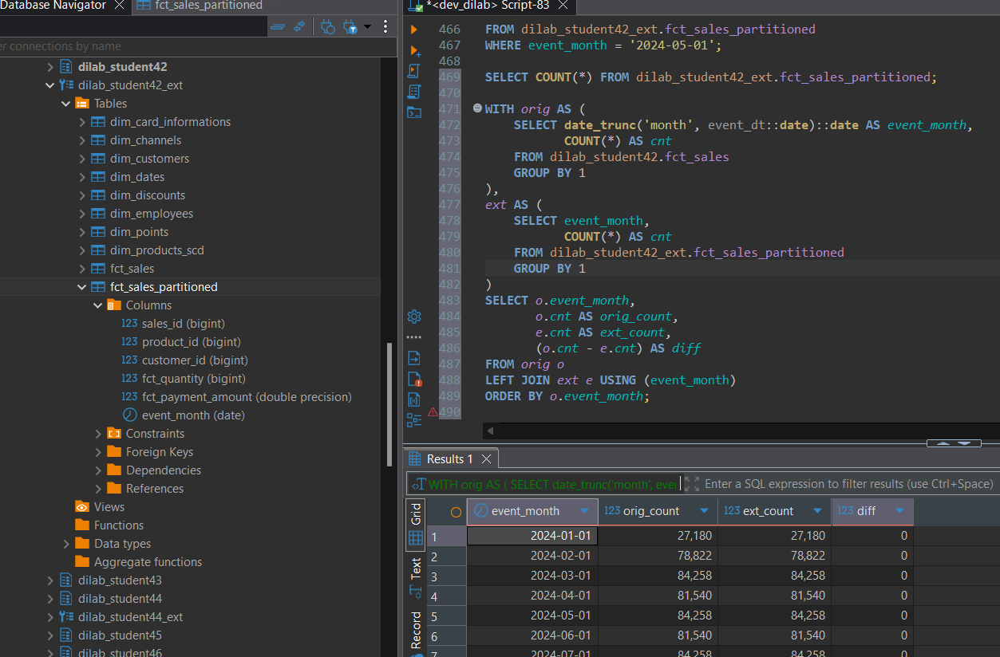 Database Navigator
fct_sales_partitioned
er connections by name
dilab_student42
dilab_student42_ext
Tables
dim_card_informations
dim_channels
dim_customers
dim_dates
dim_discounts
dim_employees
dim_points
dim_products_scd
fct_sales
fct_sales_partitioned
Columns
123 sales_id (bigint)
123 product_id (bigint)
123 customer_id (bigint)
123 fct_quantity (bigint)
123 fct_payment_amount (double precision)
event_month (date)
Constraints
Foreign Keys
Dependencies
References
Views
Functions
Data types
Aggregate functions
dilab_student43
dilab_student44
dilab_student44_ext
dilab_student45
dilab_student46
*<dev_dilab> Script-83
466 FROM dilab_student42_ext.fct_sales_partitioned
467 WHERE event_month = '2024-05-01';
468
469 SELECT COUNT(*) FROM dilab_student42_ext.fct_sales_partitioned;
470
471 WITH orig AS (
472 SELECT date_trunc('month', event_dt::date)::date AS event_month,
473 COUNT(*) AS cnt
474 FROM dilab_student42.fct_sales
475 GROUP BY 1
476 ),
477 ext AS (
478 SELECT event_month,
479 COUNT(*) AS cnt
480 FROM dilab_student42_ext.fct_sales_partitioned
481 GROUP BY 1
482 )
483 SELECT o.event_month,
484 o.cnt AS orig_count,
485 e.cnt AS ext_count,
486 (o.cnt - e.cnt) AS diff
487 FROM orig o
488 LEFT JOIN ext e USING (event_month)
489 ORDER BY o.event_month;
490
Results 1
WITH orig AS ( SELECT date_trunc('month', even
Enter a SQL expression to filter results (use Ctrl+Space)
Grid
Text
Record
event_month 123 orig_count 123 ext_count 123 diff
1 2024-01-01 27,180 27,180 0
2 2024-02-01 78,822 78,822 0
3 2024-03-01 84,258 84,258 0
4 2024-04-01 81,540 81,540 0
5 2024-05-01 84,258 84,258 0
6 2024-06-01 81,540 81,540 0
7 2024-07-01 84,258 84,258 0